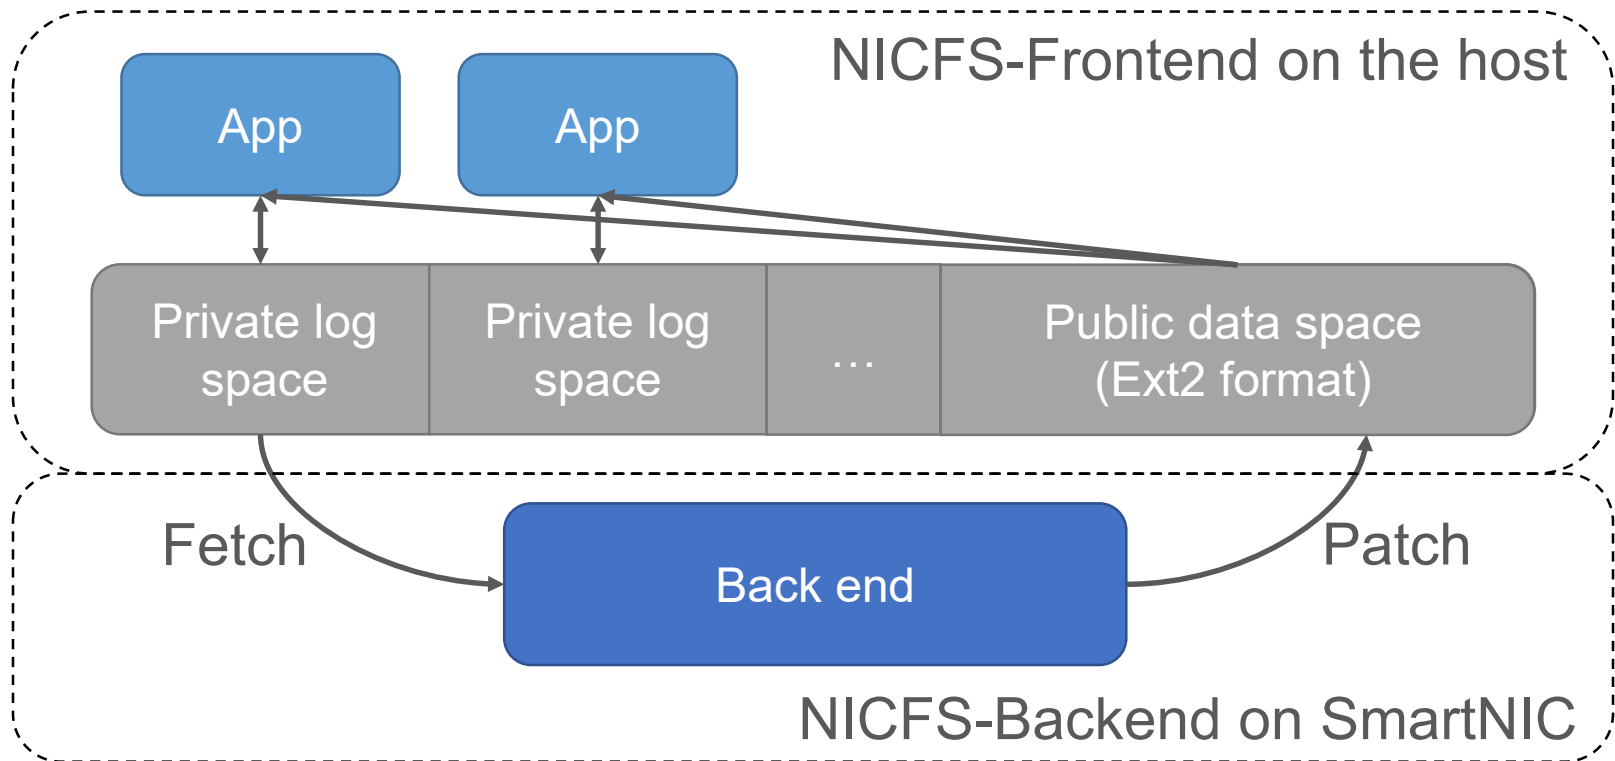 NICFS-Frontend on the host
App
App
Private log
space
Private log
space
...
Public data space
(Ext2 format)
Fetch
Back end
Patch
NICFS-Backend on SmartNIC